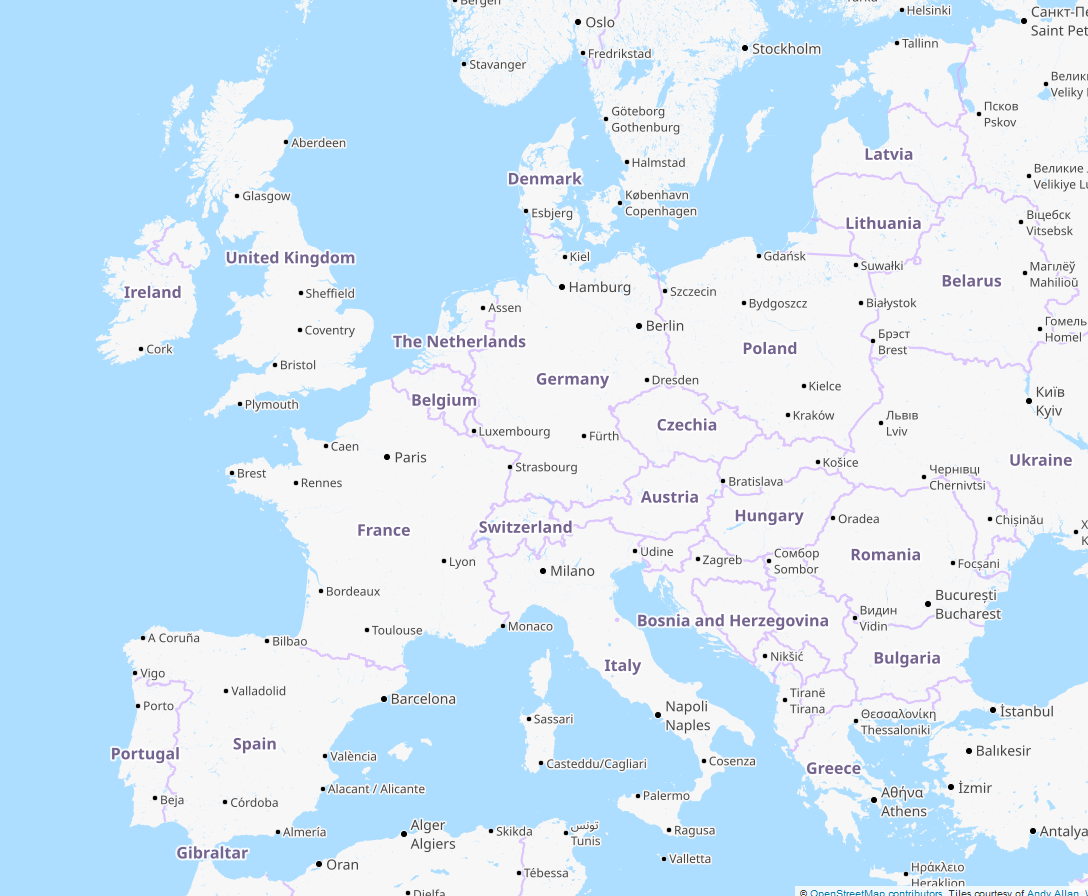 Bergen
Oslo
Helsinki
Санкт-Пе
Saint Pet
Tallinn
Stockholm
Fredrikstad
Stavanger
Велики
Veliky
Псков
Pskov
Göteborg
Gothenburg
Aberdeen
Halmstad
Latvia
Великие
Velikiye Lu
Denmark
København
Copenhagen
Glasgow
Esbjerg
Lithuania
Віцебск
Vitsebsk
United Kingdom
Kiel
Gdańsk
Suwałki
Магілёў
Mahilioŭ
Belarus
Ireland
Sheffield
Hamburg
Szczecin
Bydgoszcz
Białystok
Assen
Coventry
Berlin
Гомель
Homel
Брэст
Brest
The Netherlands
Cork
Poland
Bristol
Germany
Dresden
Kielce
Belgium
Plymouth
Київ
Kyiv
Kraków
Львів
Lviv
Czechia
Luxembourg
Fürth
Caen
Paris
Ukraine
Košice
Strasbourg
Brest
Rennes
Чернівці
Chernivtsi
Bratislava
Austria
Hungary
Oradea
Chișinău
France
Switzerland
Romania
Udine
Zagreb
Сомбор
Sombor
Lyon
Milano
Focșani
Bordeaux
București
Bucharest
Видин
Vidin
Bosnia and Herzegovina
Toulouse
Monaco
A Coruña
Bilbao
Nikšić
Bulgaria
Italy
Vigo
Valladolid
Barcelona
Tiranë
Tirana
Porto
Napoli
Naples
İstanbul
Θεσσαλονίκη
Thessaloniki
Sassari
Spain
Portugal
València
Balıkesir
Casteddu/Cagliari
Cosenza
Greece
Alacant / Alicante
İzmir
Beja
Córdoba
Palermo
Αθήνα
Athens
Alger
Algiers
Almería
Skikda
تونس
Tunis
Ragusa
Antalya
Gibraltar
Valletta
Oran
Tébessa
Ηράκλειο
Heraklion
Djelfa
© OpenStreetMap contributors. Tiles courtesy of Andy Allan